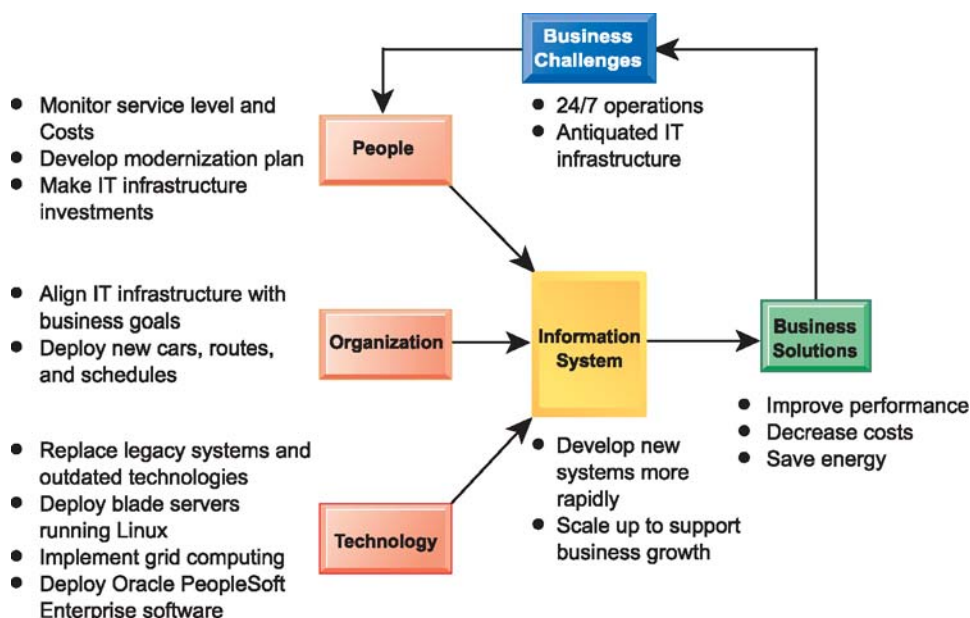 Business
Challenges
● 24/7 operations
● Antiquated IT
infrastructure
● Monitor service level and
Costs
● Develop modernization plan
● Make IT infrastructure
investments
People
● Align IT infrastructure with
business goals
● Deploy new cars, routes,
and schedules
Organization
Information
System
Business
Solutions
● Improve performance
● Decrease costs
● Save energy
● Replace legacy systems and
outdated technologies
● Deploy blade servers
running Linux
● Implement grid computing
● Deploy Oracle PeopleSoft
Enterprise software
Technology
● Develop new
systems more
rapidly
● Scale up to support
business growth